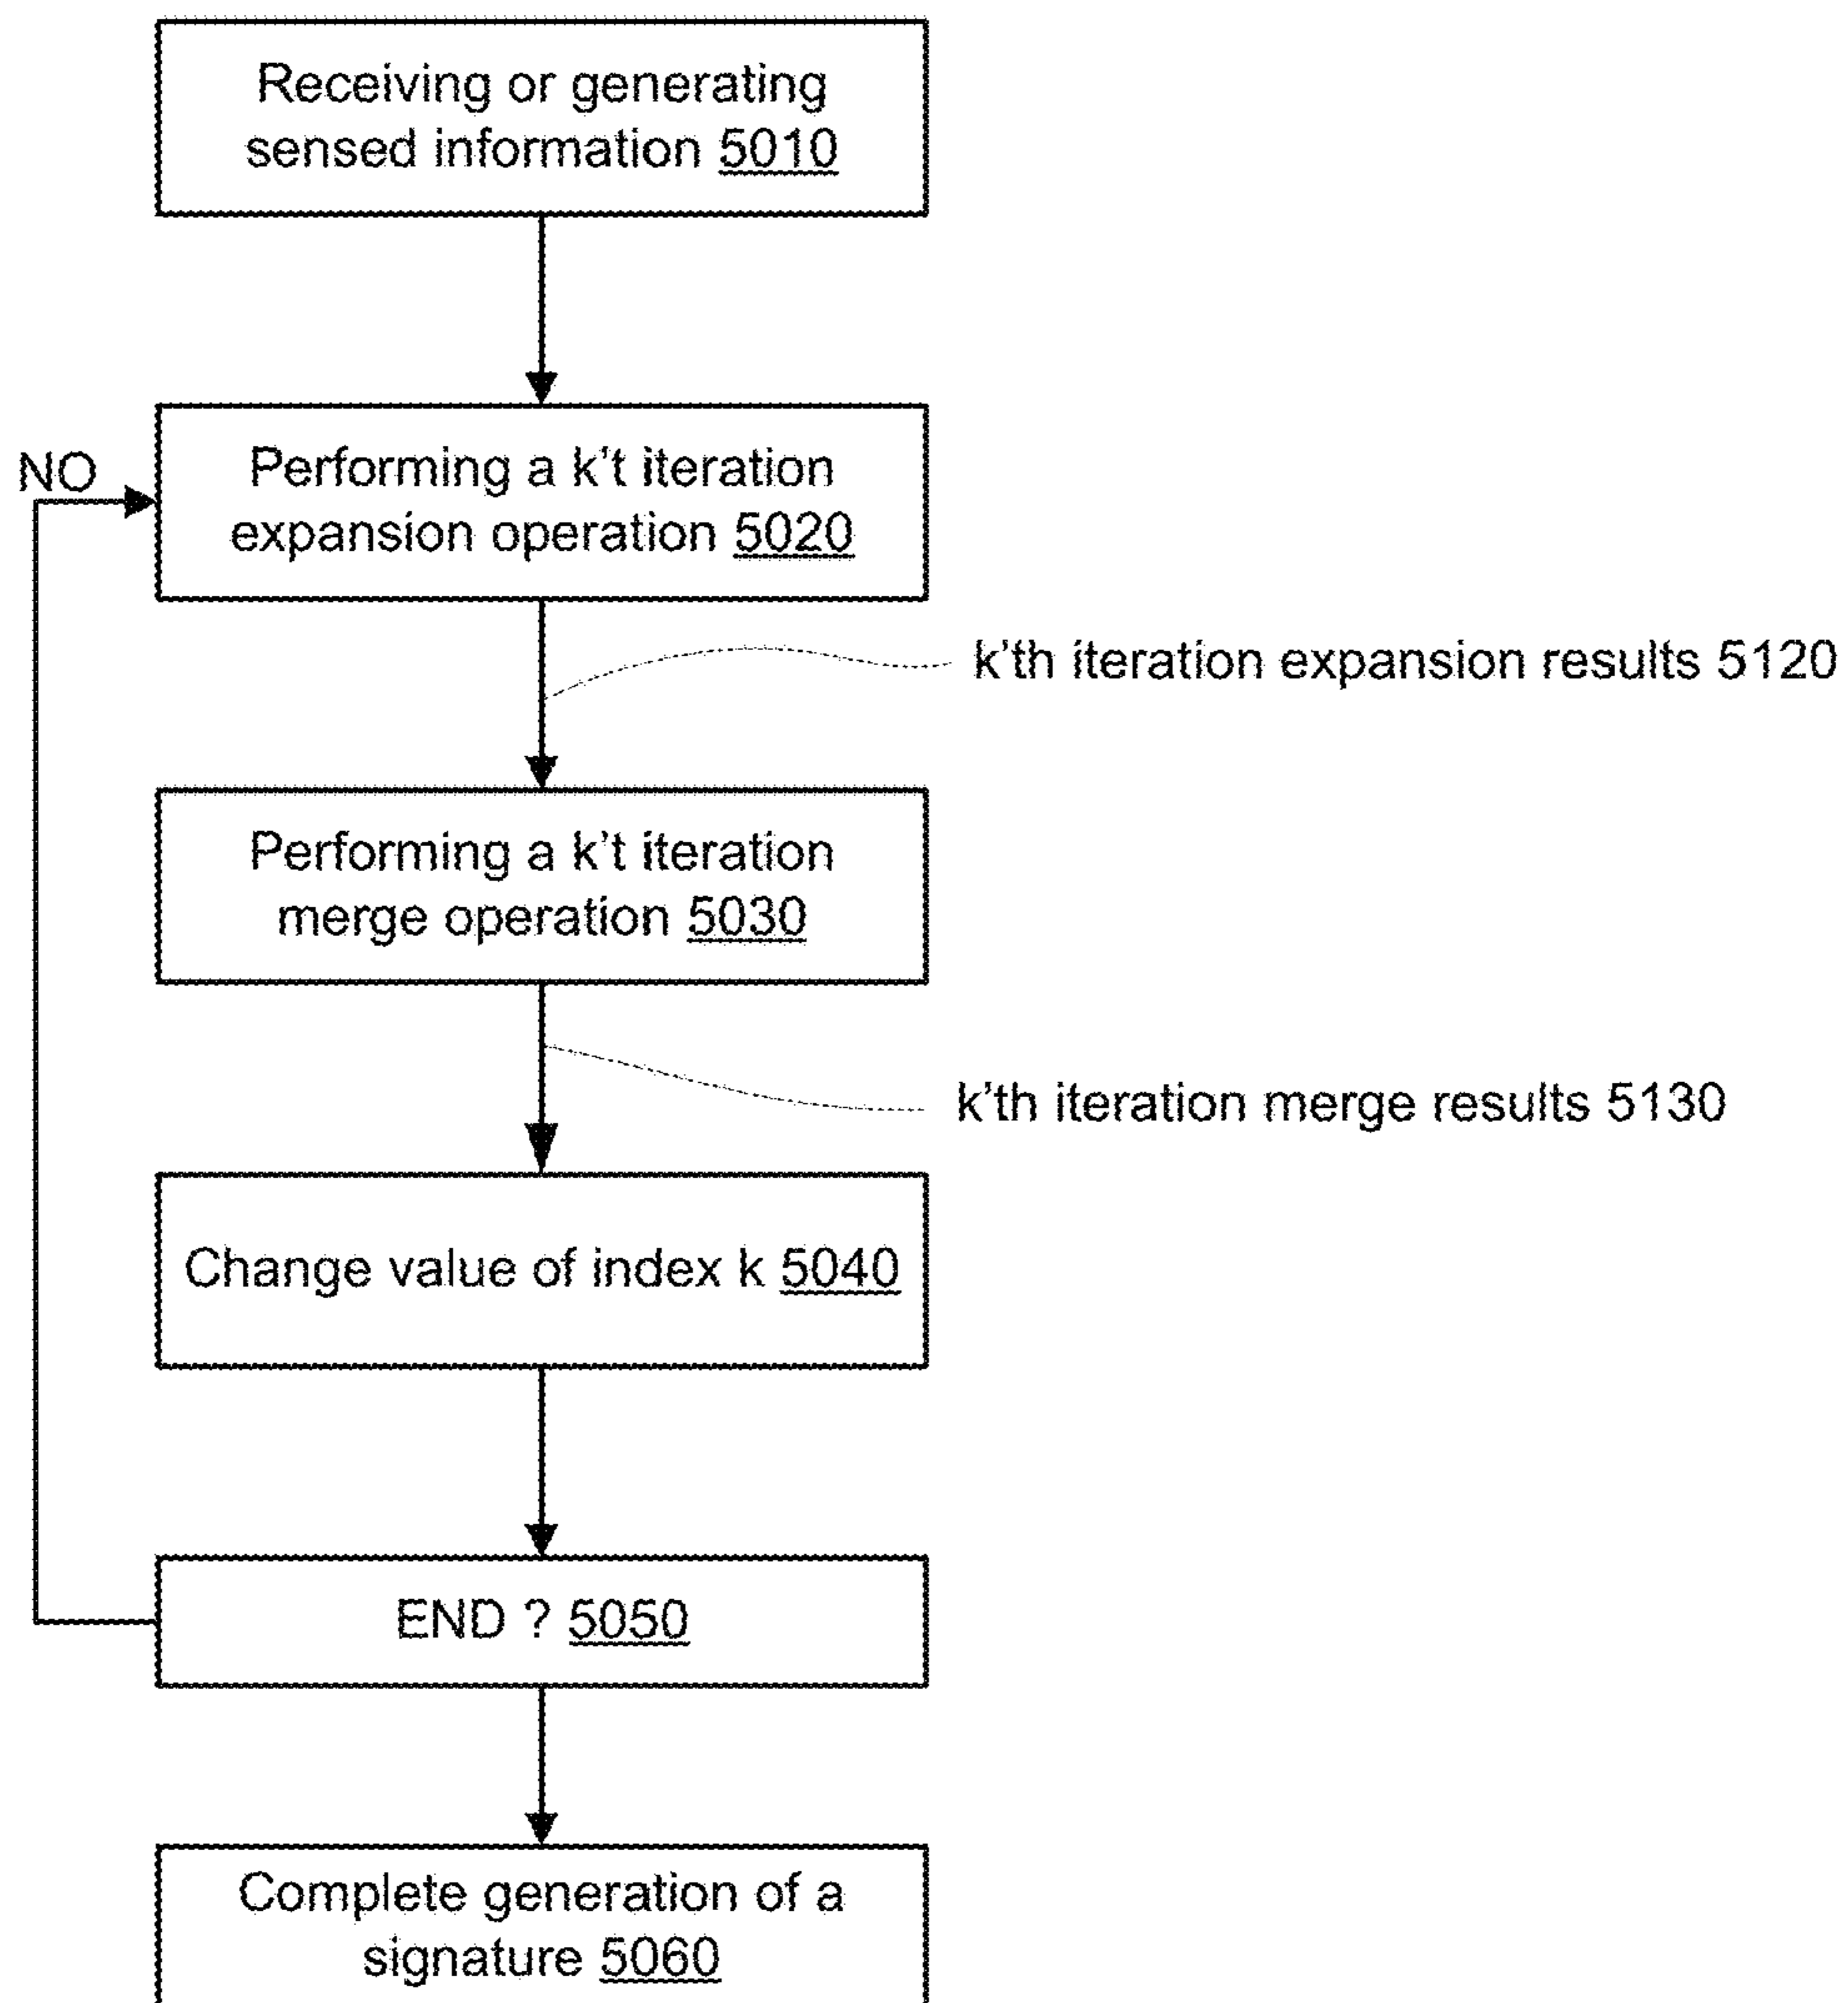 Receiving or generating
sensed information 5010
NO
Performing a k't iteration
expansion operation 5020
k'th iteration expansion results 5120
Performing a k't iteration
merge operation 5030
k'th iteration merge results 5130
Change value of index k 5040
END ? 5050
Complete generation of a
signature 5060